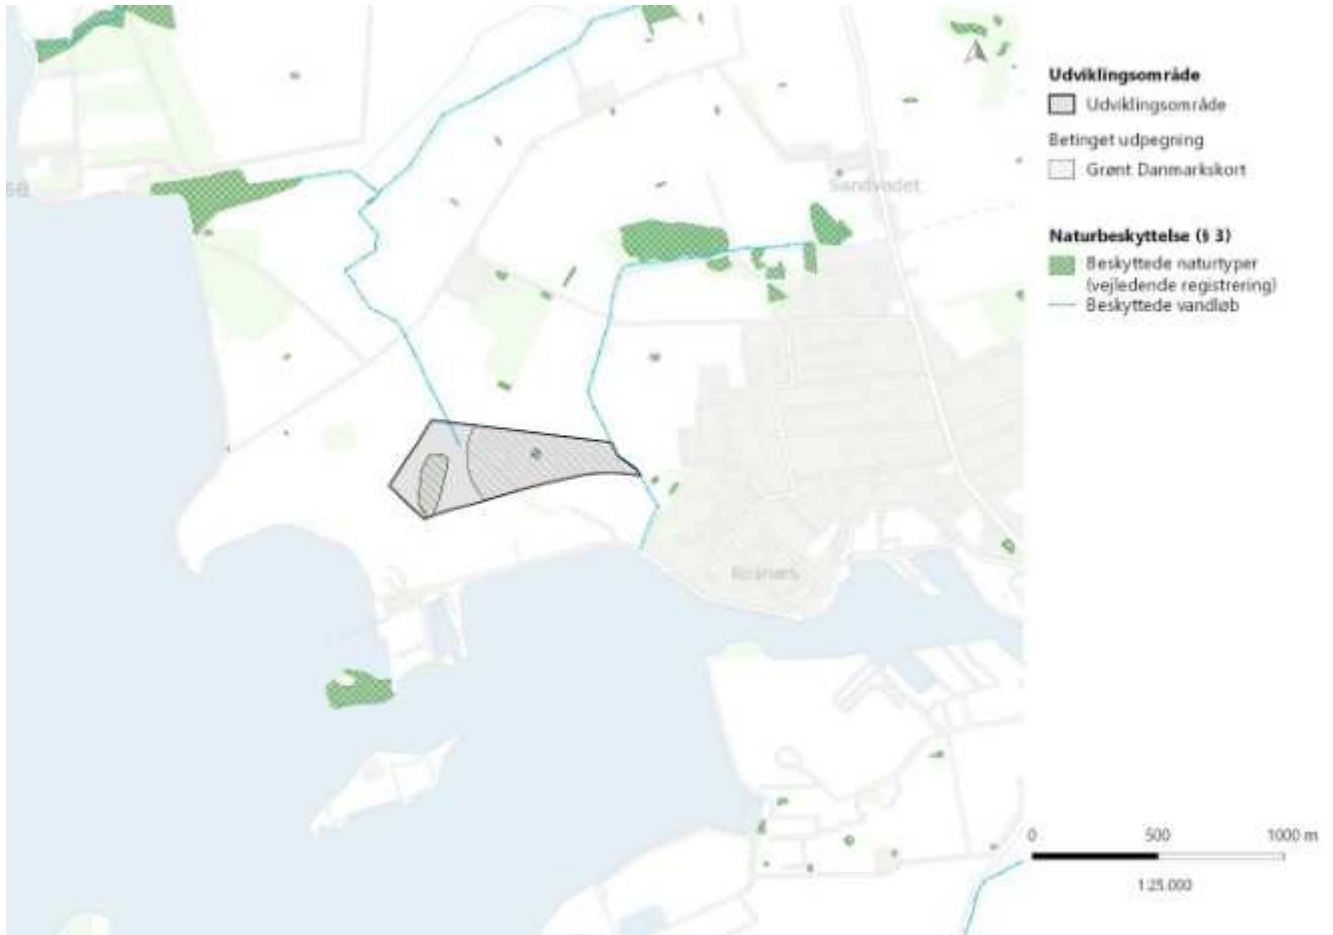 Udviklingsområde
Udviklingsområde
Betinget udpegning
Grønt Danmarkskort
Naturbeskyttelse (§ 3)
Beskyttede naturtyper
(vejledende registrering)
Beskyttede vandløb
Sandvadet
0 500 1000 m
1:25.000